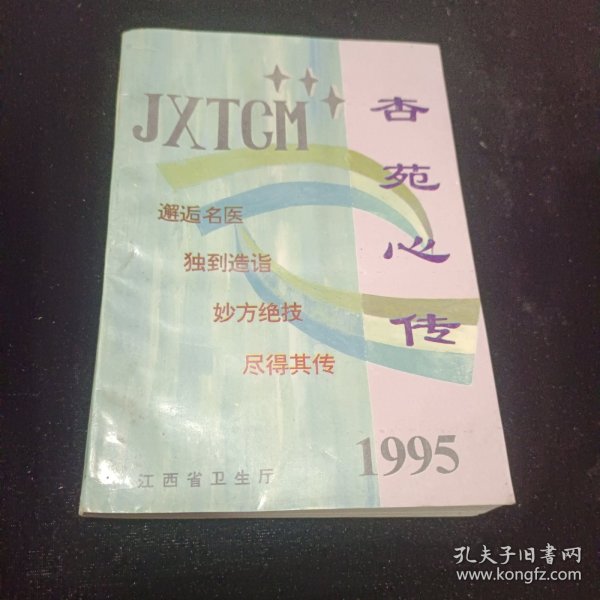 JXTCM
杏苑心传
邂逅名医
独到造诣
妙方绝技
尽得其传
1995
江西省卫生厅
孔夫子旧书网
www.kongfz.com